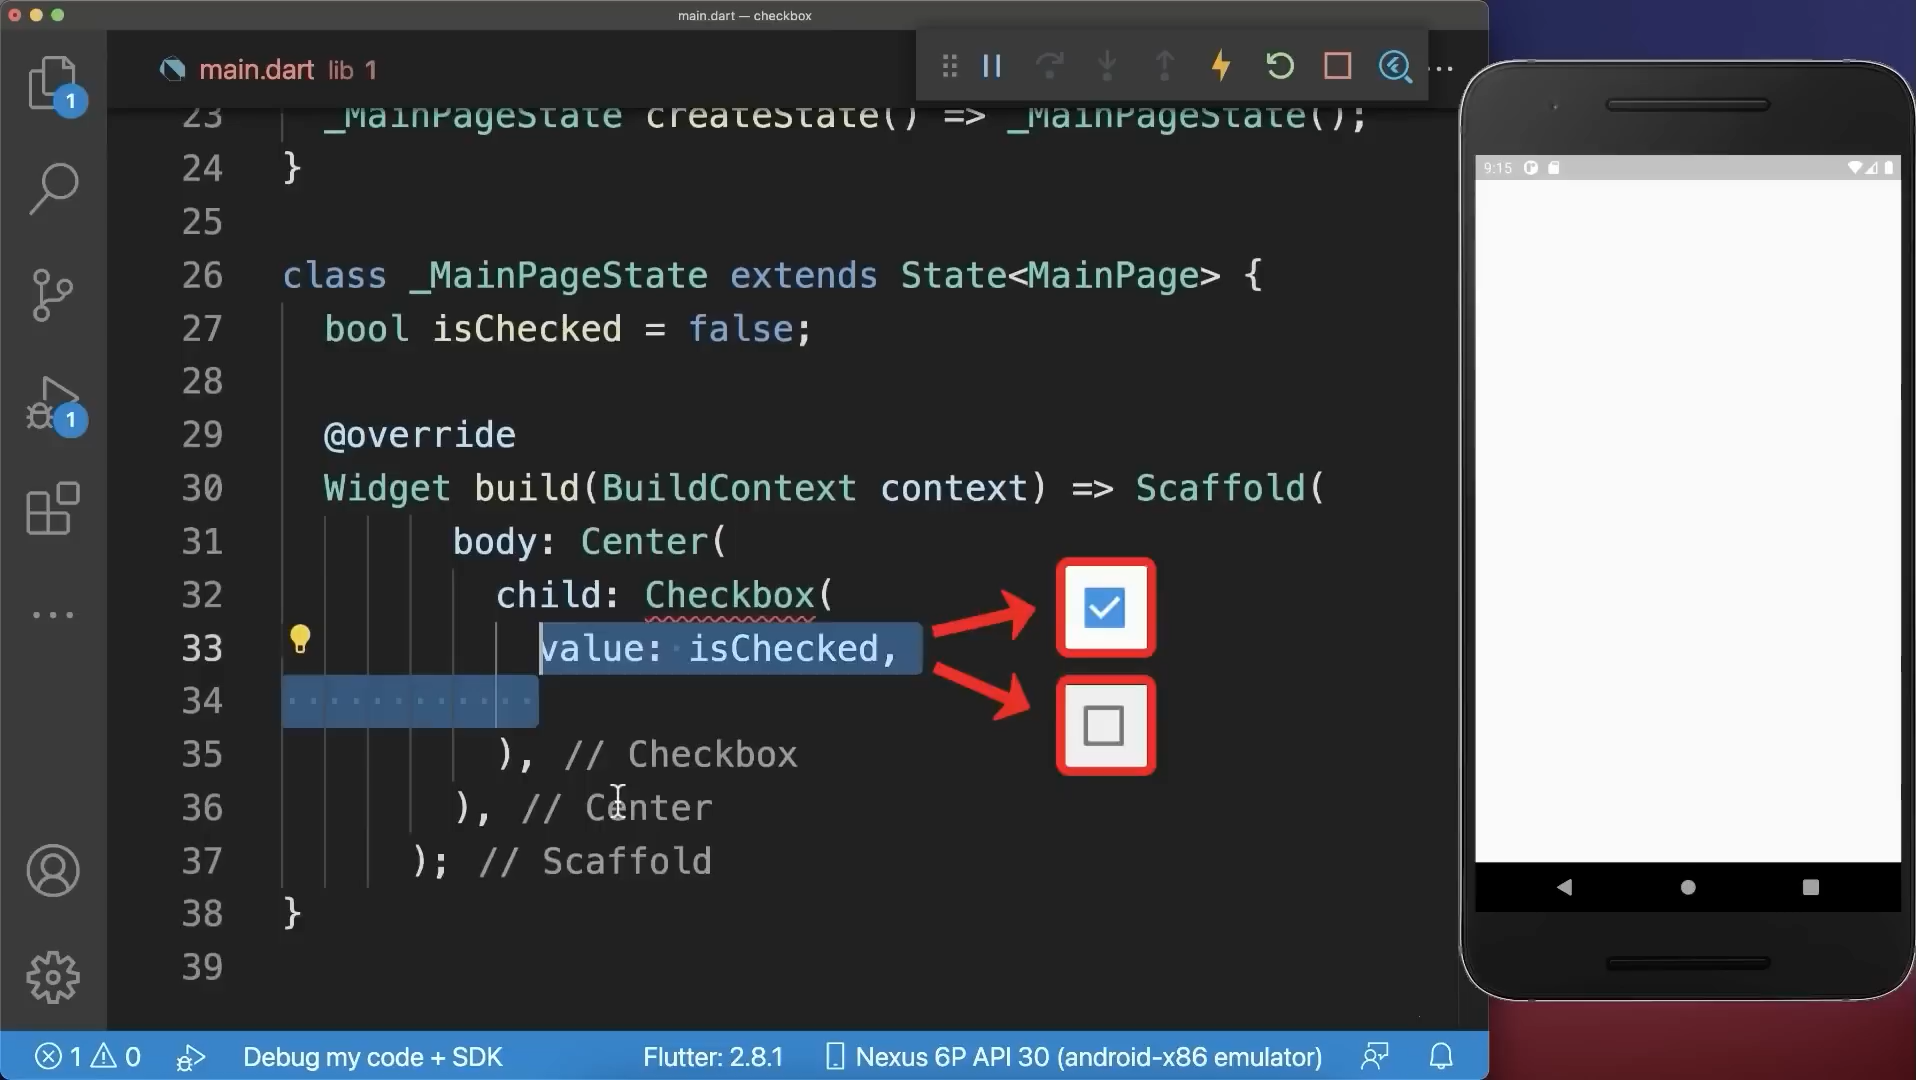 main.dart — checkbox
main.dart lib 1
1
1
23 _MainPageState createState() => _MainPageState();
24 }
25
26 class _MainPageState extends State<MainPage> {
27 bool isChecked = false;
28
29 @override
30 Widget build(BuildContext context) => Scaffold(
31 body: Center(
32 child: Checkbox(
33 value: isChecked,
34
35 ), // Checkbox
36 ), // Center
37 ); // Scaffold
38 }
39
9:15
1 0 Debug my code + SDK Flutter: 2.8.1 Nexus 6P API 30 (android-x86 emulator)